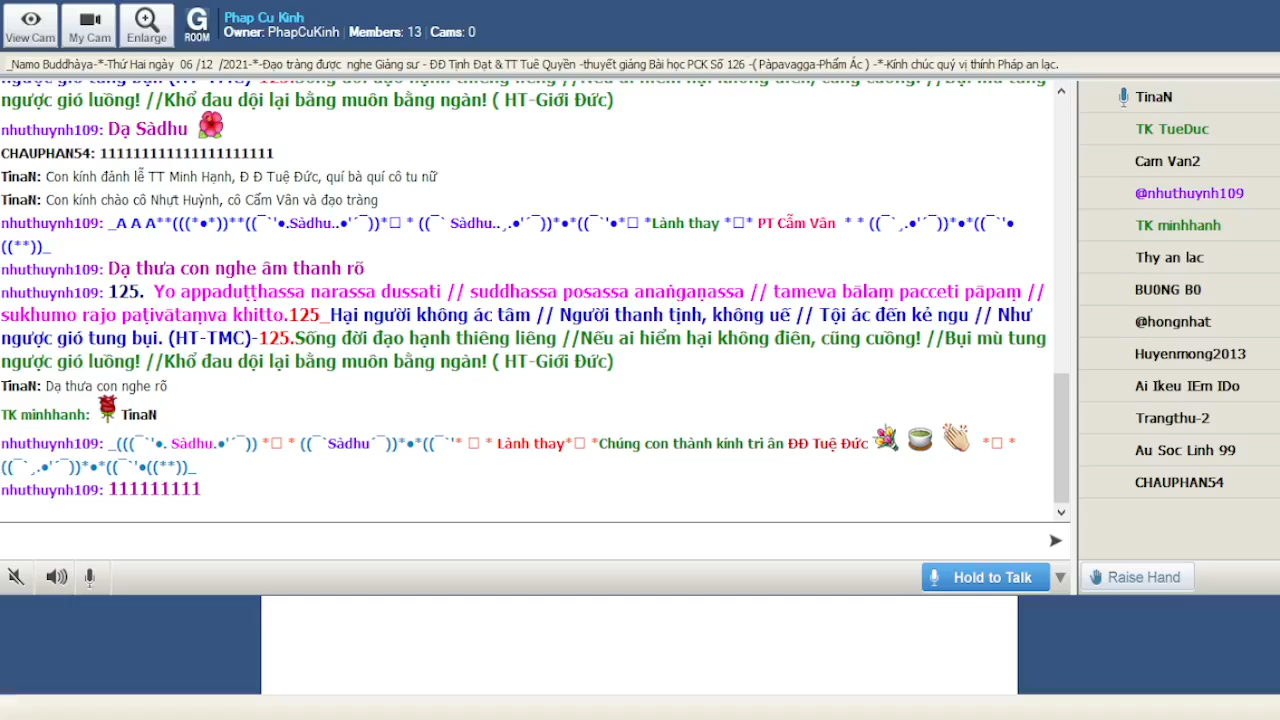 View Cam
My Cam
Enlarge
G
ROOM
Phap Cu Kinh
Owner: PhapCuKinh | Members: 13 | Cams: 0
_Namo Buddhàya-*-Thứ Hai ngày 06 /12 /2021-*-Đạo tràng được nghe Giảng sư - ĐĐ Tịnh Đạt & TT Tuệ Quyền -thuyết giảng Bài học PCK Số 126 -( Pàpavagga-Phẩm Ác ) -*-Kính chúc quý vị thính Pháp an lạc.
ngược gió luồng! //Khổ đau dội lại bằng muôn bằng ngàn! ( HT-Giới Đức)
nhuthuynh109: Dạ Sàdhu
CHAUPHAN54: 111111111111111111111
TinaN: Con kính đảnh lễ TT Minh Hạnh, Đ Đ Tuệ Đức, quí bà quí cô tu nữ
TinaN: Con kính chào cô Nhựt Huỳnh, cô Cẩm Vân và đạo tràng
nhuthuynh109: _A A A**(((*•*))**((¯`'•.Sàdhu..•'´¯))*□ * ((¯` Sàdhu..¸.•'´¯))*•*((¯`'•*□ *Lành thay *□* PT Cẩm Vân * * ((¯`¸.•'´¯))*•*((¯`'•
((**))_
nhuthuynh109: Dạ thưa con nghe âm thanh rõ
nhuthuynh109: 125. Yo appaduṭṭhassa narassa dussati // suddhassa posassa anaṅgaṇassa // tameva bālaṃ pacceti pāpaṃ //
sukhumo rajo paṭivātaṃva khitto.125_Hại người không ác tâm // Người thanh tịnh, không uế // Tội ác đến kẻ ngu // Như
ngược gió tung bụi. (HT-TMC)-125.Sống đời đạo hạnh thiêng liêng //Nếu ai hiểm hại không điên, cũng cuồng! //Bụi mù tung
ngược gió luồng! //Khổ đau dội lại bằng muôn bằng ngàn! ( HT-Giới Đức)
TinaN: Dạ thưa con nghe rõ
TK minhhanh: TinaN
nhuthuynh109: _(((¯`'•. Sàdhu.•'´¯)) *□ * ((¯`Sàdhu´¯))*•*((¯`'* □ * Lành thay*□ *Chúng con thành kính tri ân ĐĐ Tuệ Đức *□ *
((¯`¸.•'´¯))*•*((¯`'•((**))_
nhuthuynh109: 111111111
Hold to Talk
TinaN
TK TueDuc
Cam Van2
@nhuthuynh109
TK minhhanh
Thy an lac
BU0NG B0
@hongnhat
Huyenmong2013
Ai Ikeu IEm IDo
Trangthu-2
Au Soc Linh 99
CHAUPHAN54
Raise Hand